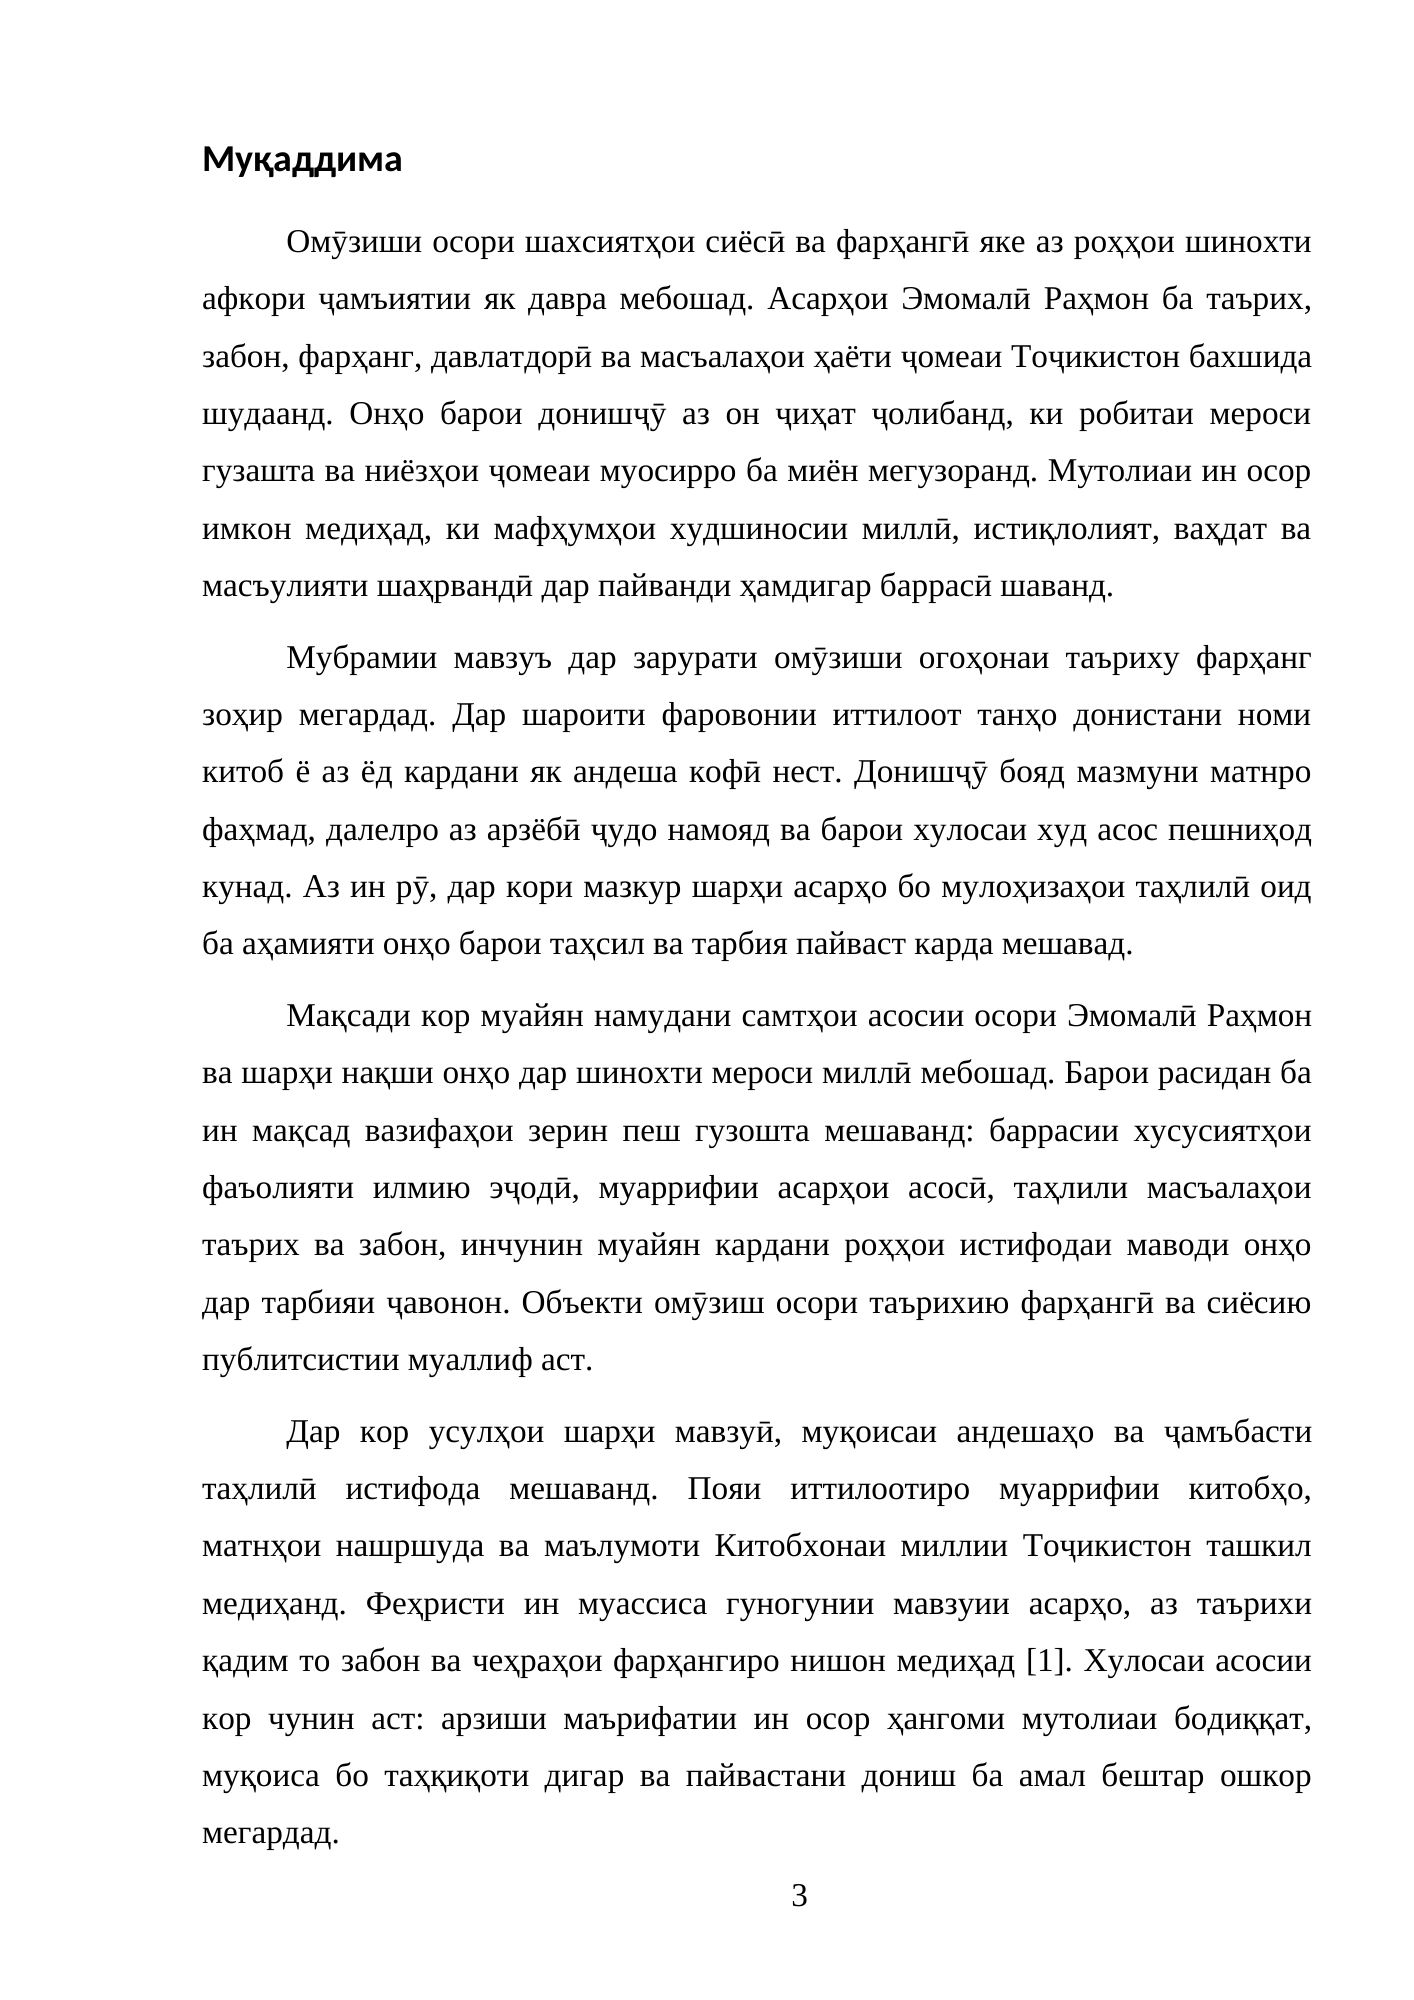 Муқаддима
Омӯзиши осори шахсиятҳои сиёсӣ ва фарҳангӣ яке аз роҳҳои шинохти
афкори ҷамъиятии як давра мебошад. Асарҳои Эмомалӣ Раҳмон ба таърих,
забон, фарҳанг, давлатдорӣ ва масъалаҳои ҳаёти ҷомеаи Тоҷикистон бахшида
шудаанд. Онҳо барои донишҷӯ аз он ҷиҳат ҷолибанд, ки робитаи мероси
гузашта ва ниёзҳои ҷомеаи муосирро ба миён мегузоранд. Мутолиаи ин осор
имкон медиҳад, ки мафҳумҳои худшиносии миллӣ, истиқлолият, ваҳдат ва
масъулияти шаҳрвандӣ дар пайванди ҳамдигар баррасӣ шаванд.
Мубрамии мавзуъ дар зарурати омӯзиши огоҳонаи таъриху фарҳанг
зоҳир мегардад. Дар шароити фаровонии иттилоот танҳо донистани номи
китоб ё аз ёд кардани як андеша кофӣ нест. Донишҷӯ бояд мазмуни матнро
фаҳмад, далелро аз арзёбӣ ҷудо намояд ва барои хулосаи худ асос пешниҳод
кунад. Аз ин рӯ, дар кори мазкур шарҳи асарҳо бо мулоҳизаҳои таҳлилӣ оид
ба аҳамияти онҳо барои таҳсил ва тарбия пайваст карда мешавад.
Мақсади кор муайян намудани самтҳои асосии осори Эмомалӣ Раҳмон
ва шарҳи нақши онҳо дар шинохти мероси миллӣ мебошад. Барои расидан ба
ин мақсад вазифаҳои зерин пеш гузошта мешаванд: баррасии хусусиятҳои
фаъолияти илмию эҷодӣ, муаррифии асарҳои асосӣ, таҳлили масъалаҳои
таърих ва забон, инчунин муайян кардани роҳҳои истифодаи маводи онҳо
дар тарбияи ҷавонон. Объекти омӯзиш осори таърихию фарҳангӣ ва сиёсию
публитсистии муаллиф аст.
Дар кор усулҳои шарҳи мавзуӣ, муқоисаи андешаҳо ва ҷамъбасти
таҳлилӣ истифода мешаванд. Пояи иттилоотиро муаррифии китобҳо,
матнҳои нашршуда ва маълумоти Китобхонаи миллии Тоҷикистон ташкил
медиҳанд. Феҳристи ин муассиса гуногунии мавзуии асарҳо, аз таърихи
қадим то забон ва чеҳраҳои фарҳангиро нишон медиҳад [1]. Хулосаи асосии
кор чунин аст: арзиши маърифатии ин осор ҳангоми мутолиаи бодиққат,
муқоиса бо таҳқиқоти дигар ва пайвастани дониш ба амал бештар ошкор
мегардад.
3